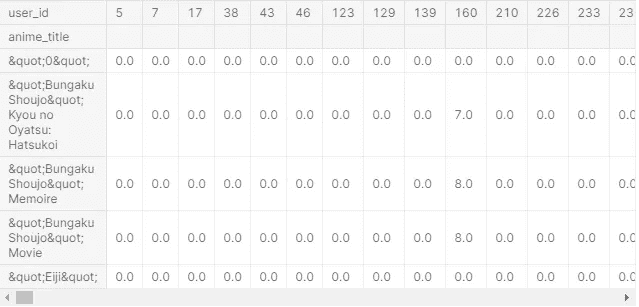 user_id 5 7 17 38 43 46 123 129 139 160 210 226 233 23
anime_title
&quot;0&quot; 0.0 0.0 0.0 0.0 0.0 0.0 0.0 0.0 0.0 0.0 0.0 0.0 0.0 0.0
&quot;Bungaku
Shoujo&quot;
Kyou no 0.0 0.0 0.0 0.0 0.0 0.0 0.0 0.0 0.0 7.0 0.0 0.0 0.0 0.0
Oyatsu:
Hatsukoi
&quot;Bungaku
Shoujo&quot; 0.0 0.0 0.0 0.0 0.0 0.0 0.0 0.0 0.0 8.0 0.0 0.0 0.0 0.0
Memoire
&quot;Bungaku
Shoujo&quot; 0.0 0.0 0.0 0.0 0.0 0.0 0.0 0.0 0.0 8.0 0.0 0.0 0.0 0.0
Movie
&quot;Eiji&quot; 0.0 0.0 0.0 0.0 0.0 0.0 0.0 0.0 0.0 0.0 0.0 0.0 0.0 0.0